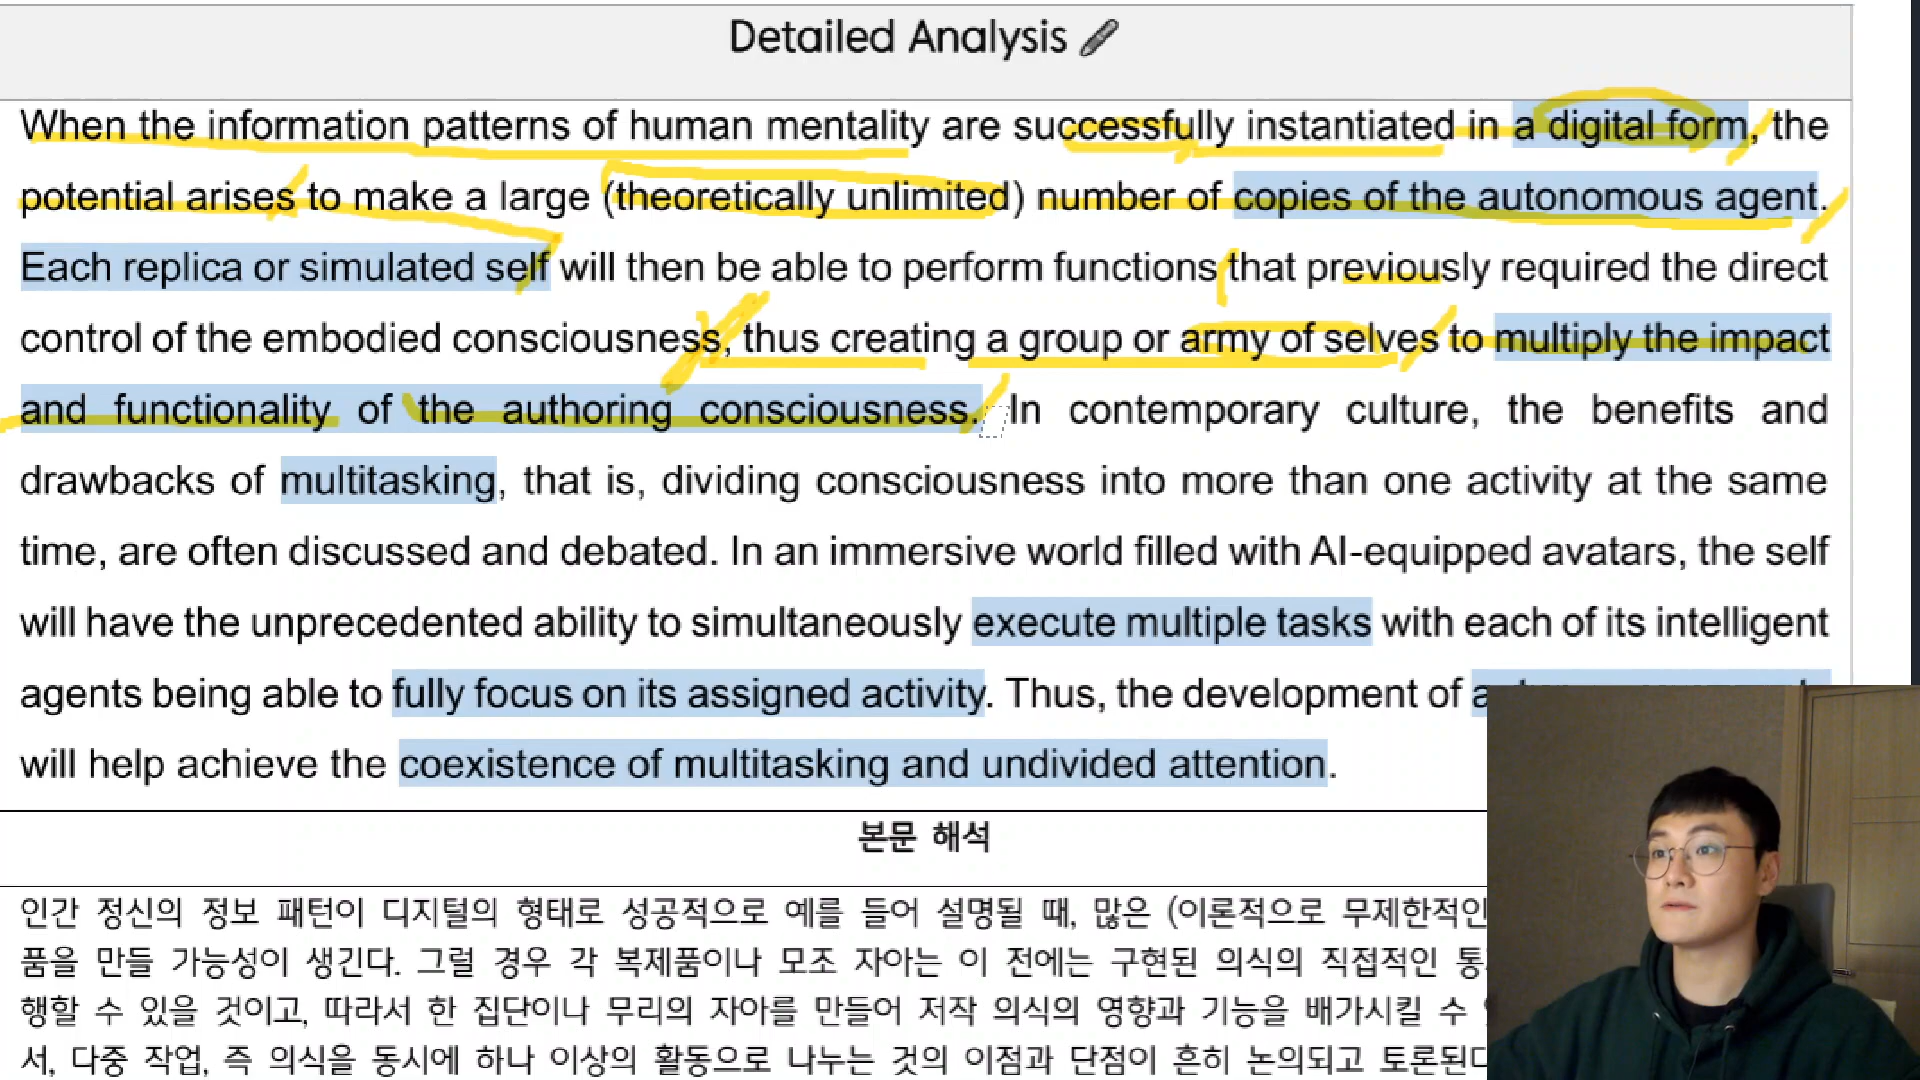 Detailed Analysis
When the information patterns of human mentality are successfully instantiated in a digital form, the
potential arises to make a large (theoretically unlimited) number of copies of the autonomous agent.
Each replica or simulated self will then be able to perform functions that previously required the direct
control of the embodied consciousness, thus creating a group or army of selves to multiply the impact
and functionality of the authoring consciousness. In contemporary culture, the benefits and
drawbacks of multitasking, that is, dividing consciousness into more than one activity at the same
time, are often discussed and debated. In an immersive world filled with AI-equipped avatars, the self
will have the unprecedented ability to simultaneously execute multiple tasks with each of its intelligent
agents being able to fully focus on its assigned activity. Thus, the development of
will help achieve the coexistence of multitasking and undivided attention.
본문 해석
인간 정신의 정보 패턴이 디지털의 형태로 성공적으로 예를 들어 설명될 때, 많은 (이론적으로 무제한적인
품을 만들 가능성이 생긴다. 그럴 경우 각 복제품이나 모조 자아는 이 전에는 구현된 의식의 직접적인
행할 수 있을 것이고, 따라서 한 집단이나 무리의 자아를 만들어 저작 의식의 영향과 기능을 배가시킬 수
서, 다중 작업, 즉 의식을 동시에 하나 이상의 활동으로 나누는 것의 이점과 단점이 흔히 논의되고